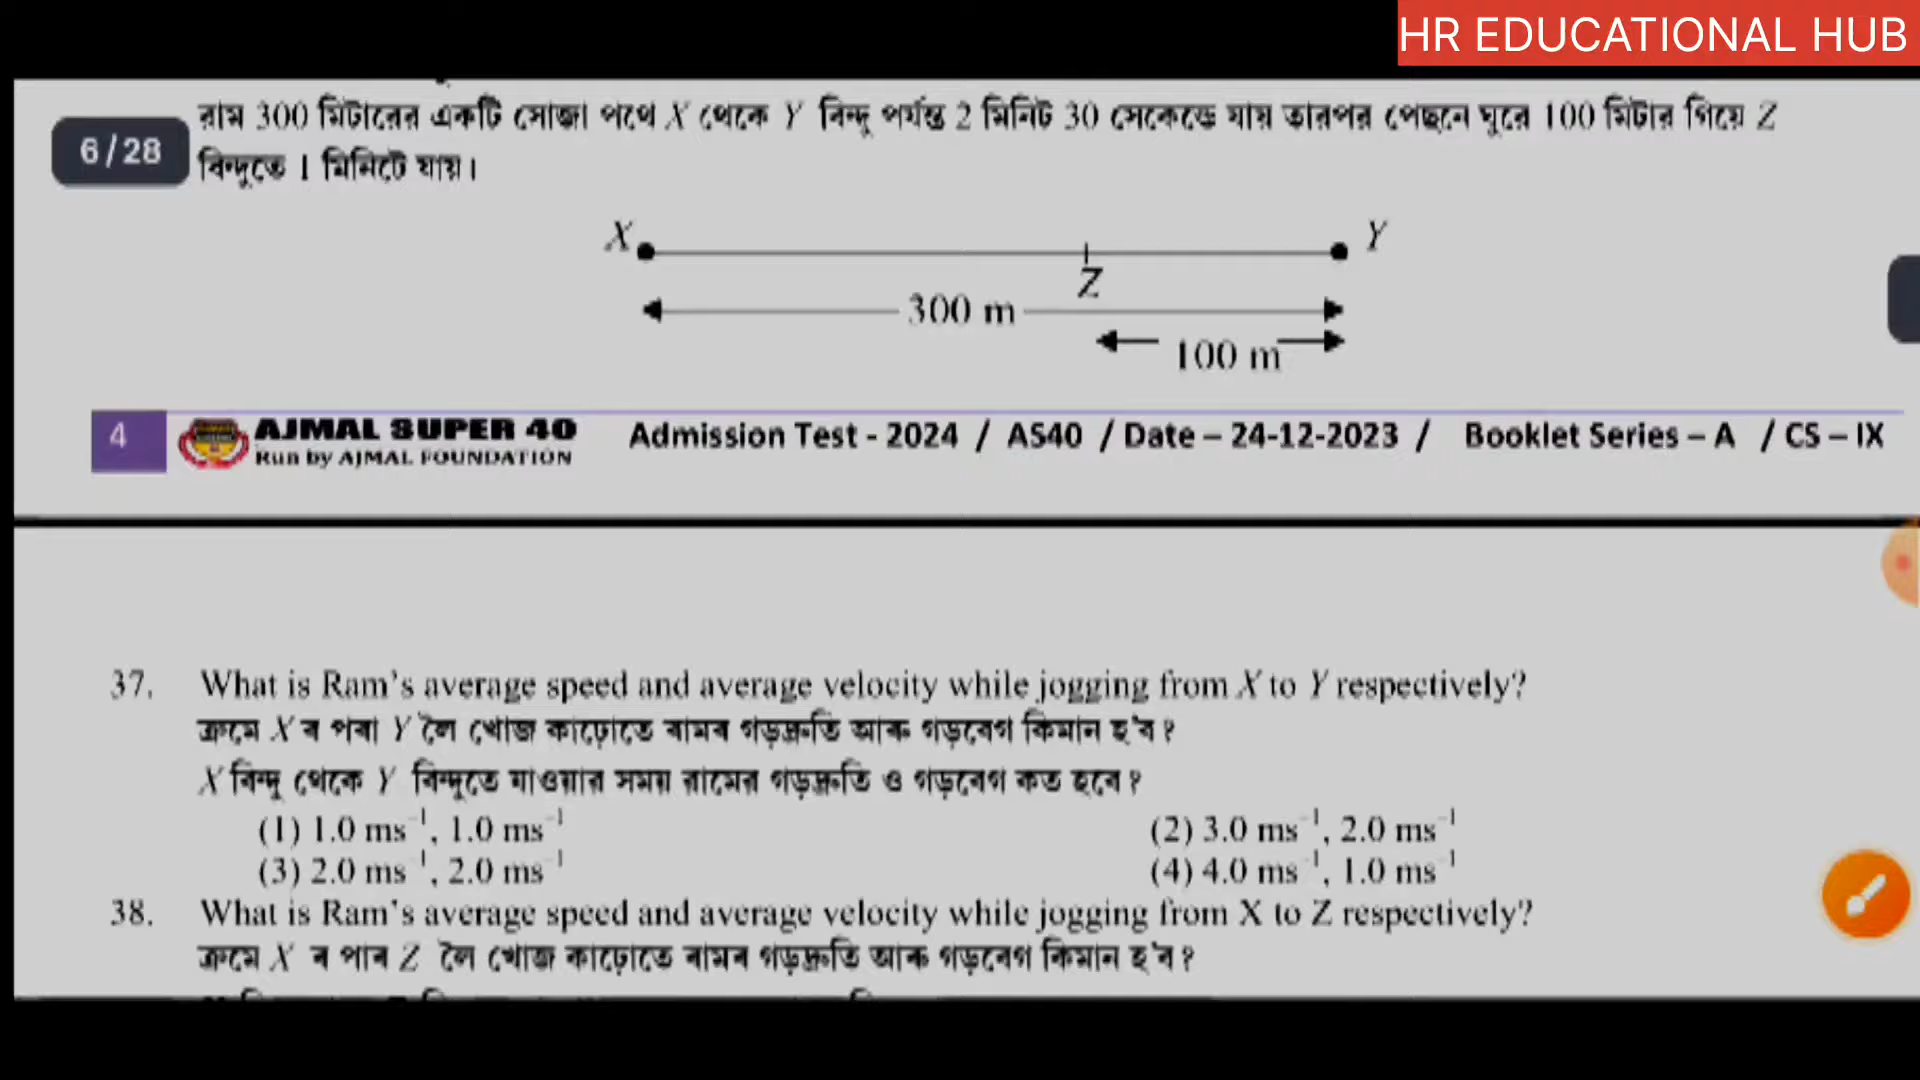 HR EDUCATIONAL HUB
রাম 300 মিটারের একটি সোজা পথে X থেকে Y বিন্দু পর্যন্ত 2 মিনিট 30 সেকেন্ডে যায় তারপর পেছনে ঘুরে 100 মিটার গিয়ে Z
6/28
বিন্দুতে 1 মিনিটে যায়।
X Y
Z
300 m
100 m
4 AJMAL SUPER 40 Admission Test - 2024 / AS40 / Date – 24-12-2023 / Booklet Series – A / CS – IX
Run by AJMAL FOUNDATION
37. What is Ram's average speed and average velocity while jogging from X to Y respectively?
ক্রমে X ৰ পৰা Y লৈ খোজ কাঢ়োতে ৰামৰ গড়দ্রুতি আৰু গড়বেগ কিমান হ'ব ?
X বিন্দু থেকে Y বিন্দুতে যাওয়ার সময় রামের গড়দ্রুতি ও গড়বেগ কত হবে ?
(1) 1.0 ms⁻¹, 1.0 ms⁻¹ (2) 3.0 ms⁻¹, 2.0 ms⁻¹
(3) 2.0 ms⁻¹, 2.0 ms⁻¹ (4) 4.0 ms⁻¹, 1.0 ms⁻¹
38. What is Ram's average speed and average velocity while jogging from X to Z respectively?
ক্রমে X ৰ পাৰ Z লৈ খোজ কাঢ়োতে ৰামৰ গড়দ্রুতি আৰু গড়বেগ কিমান হ'ব ?